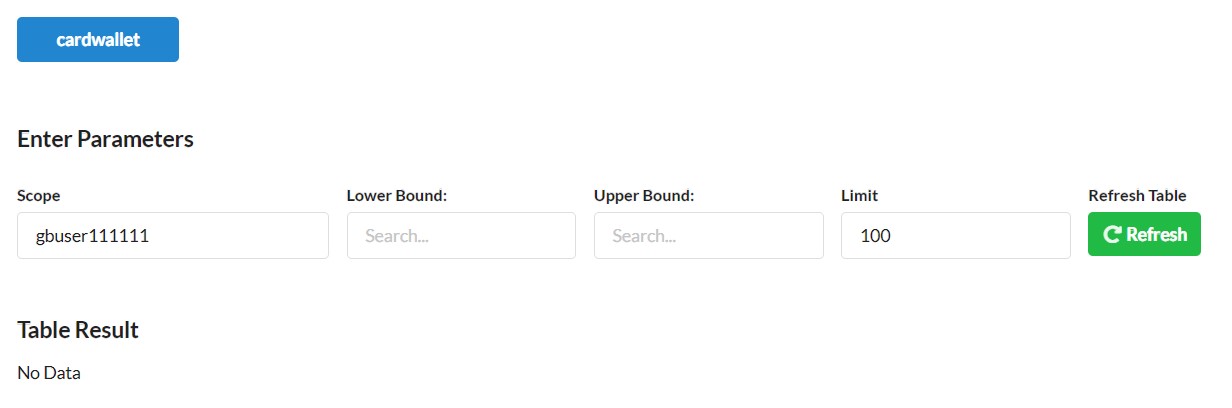 cardwallet
Enter Parameters
Scope Lower Bound: Upper Bound: Limit Refresh Table
gbuser111111 Search... Search... 100 Refresh
Table Result
No Data